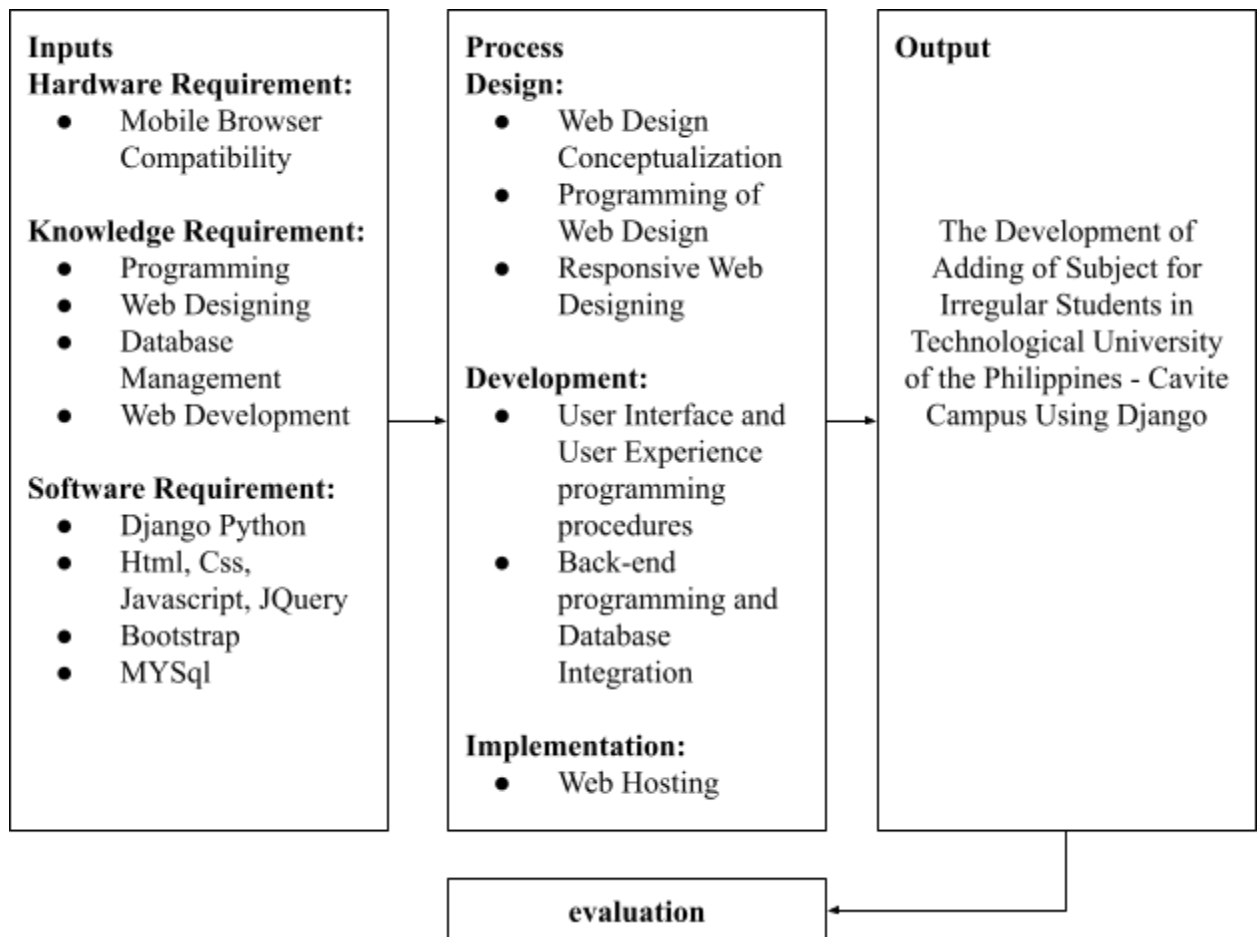 Inputs
Hardware Requirement:
● Mobile Browser
Compatibility
Knowledge Requirement:
● Programming
● Web Designing
● Database
Management
● Web Development
Software Requirement:
● Django Python
● Html, Css,
Javascript, JQuery
● Bootstrap
● MYSql
Process
Design:
● Web Design
Conceptualization
● Programming of
Web Design
● Responsive Web
Designing
Development:
● User Interface and
User Experience
programming
procedures
● Back-end
programming and
Database
Integration
Implementation:
● Web Hosting
Output
The Development of
Adding of Subject for
Irregular Students in
Technological University
of the Philippines - Cavite
Campus Using Django
evaluation